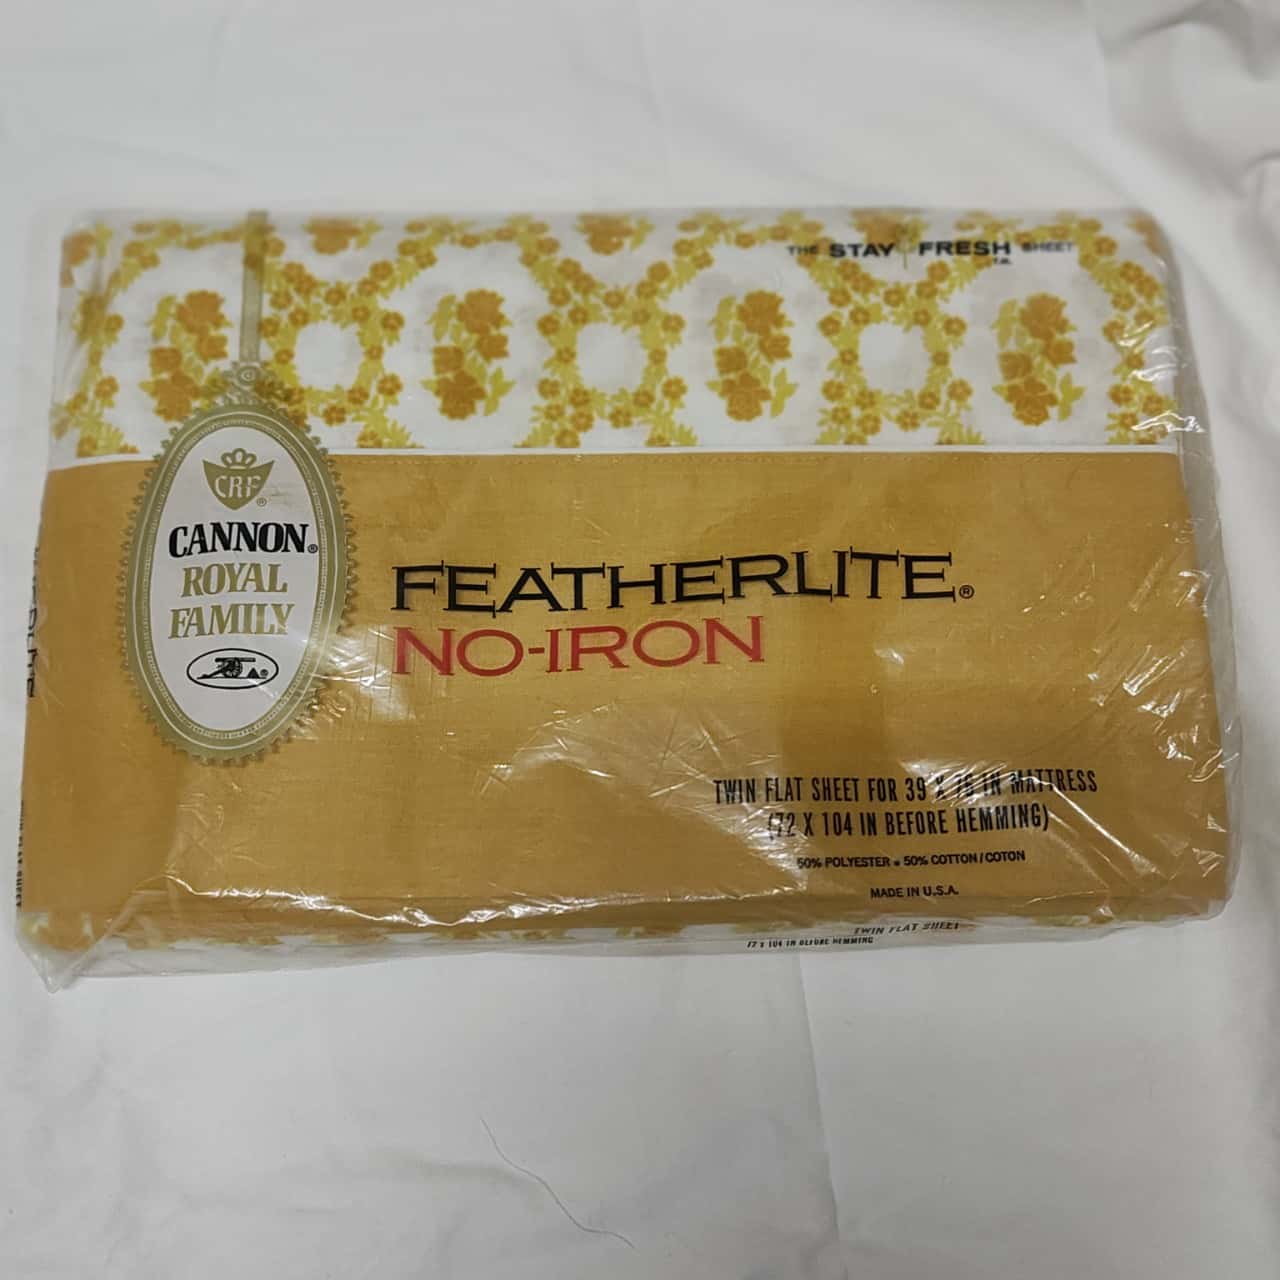 THE STAY FRESH SHEET
T.M.
CRF®
CANNON®
ROYAL
FAMILY
FEATHERLITE®
NO-IRON
TWIN FLAT SHEET FOR 39 X 76 IN MATTRESS
(72 X 104 IN BEFORE HEMMING)
50% POLYESTER • 50% COTTON/COTON
MADE IN U.S.A.
TWIN FLAT SHEET
72 X 104 IN BEFORE HEMMING